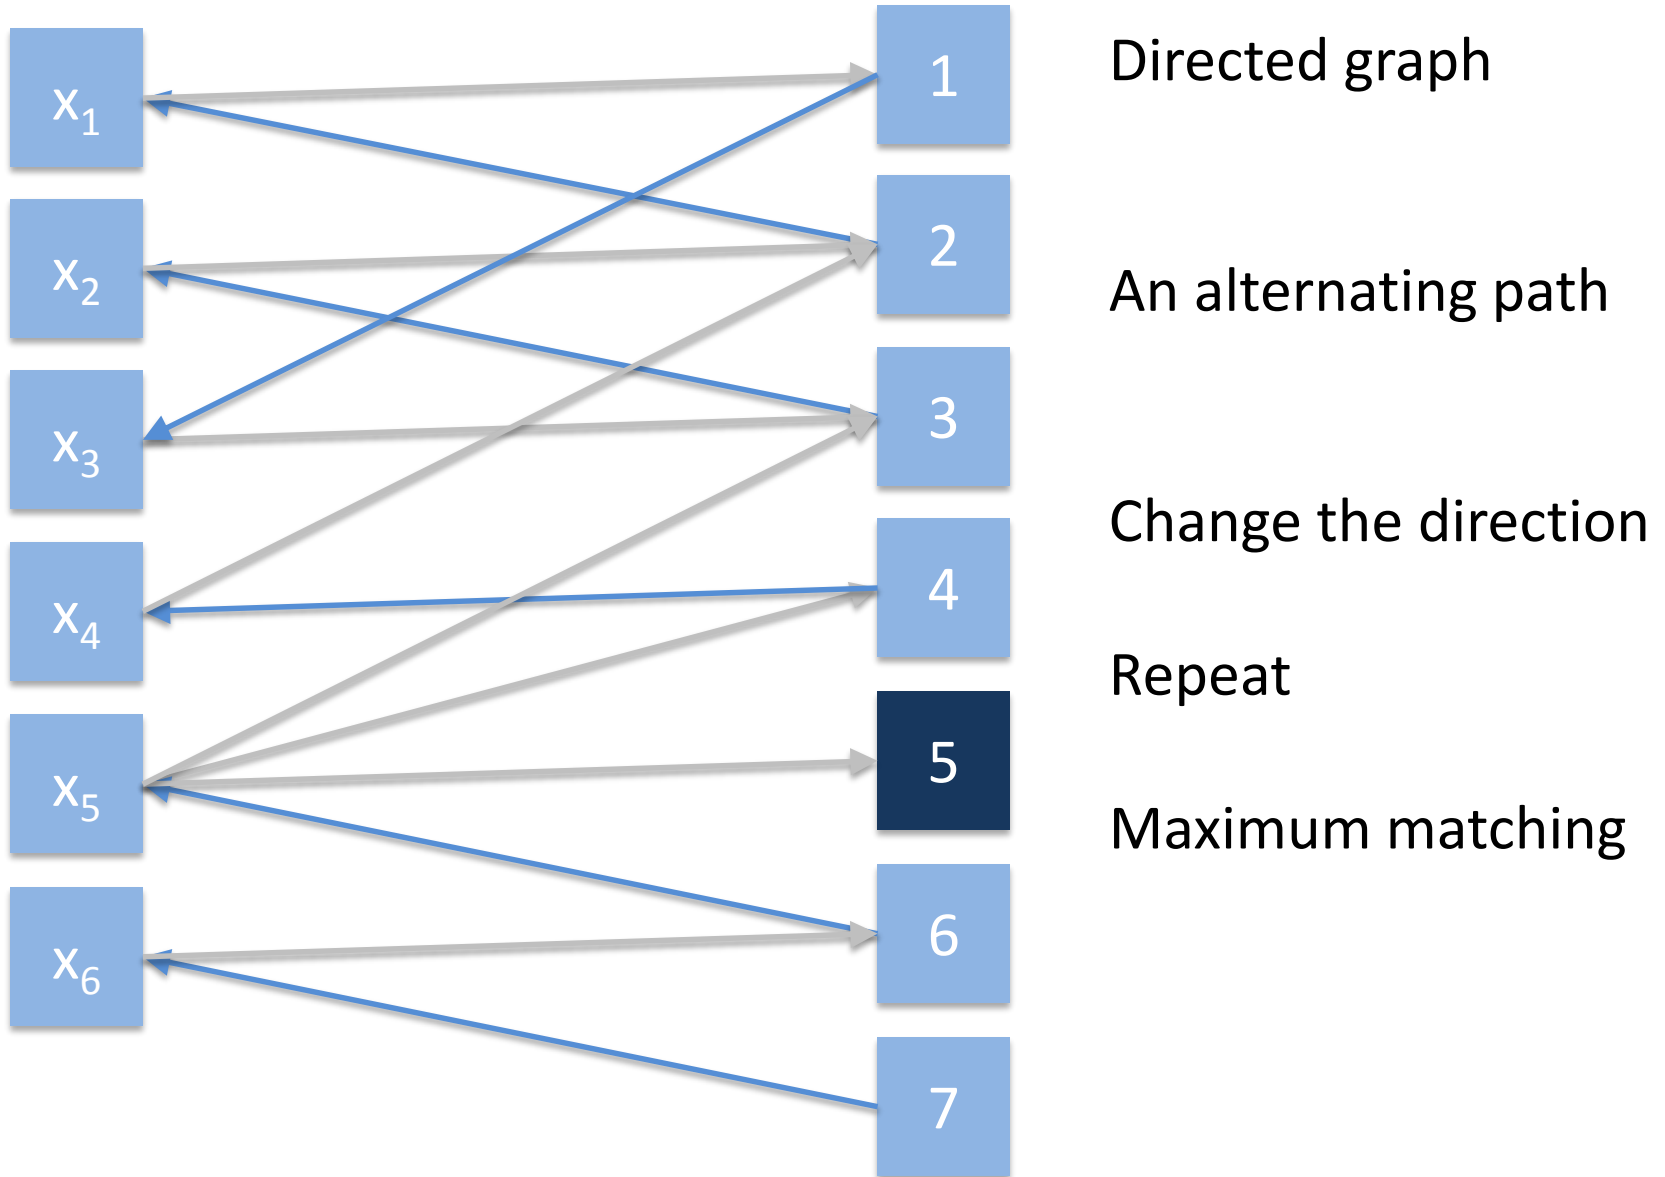 x1
x2
x3
x4
x5
x6
1
2
3
4
5
6
7
Directed graph
An alternating path
Change the direction
Repeat
Maximum matching